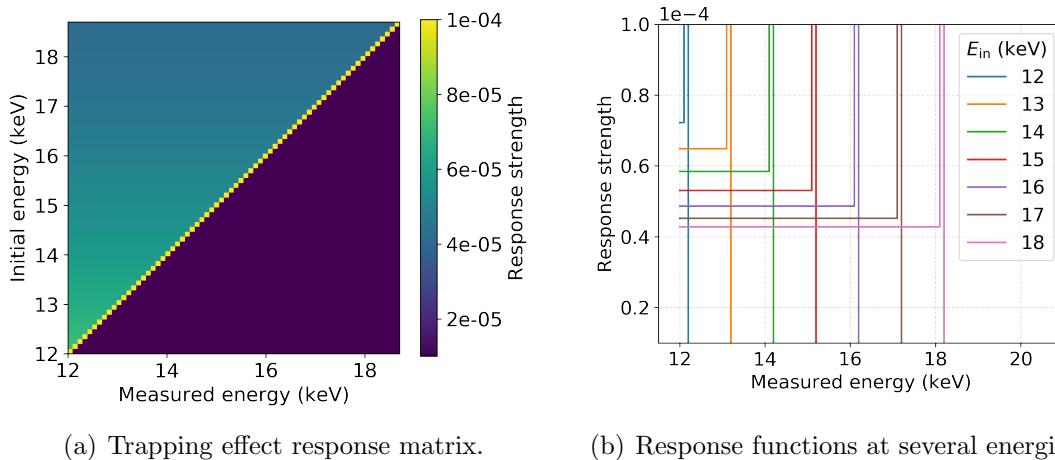 1e-04
8e-05
6e-05
4e-05
2e-05
Response strength
18
17
16
15
14
13
12
Initial energy (keV)
12 14 16 18
Measured energy (keV)
(a) Trapping effect response matrix.
1e−4
1.0
0.8
0.6
0.4
0.2
Response strength
E_in (keV)
12
13
14
15
16
17
18
12 14 16 18 20
Measured energy (keV)
(b) Response functions at several energi